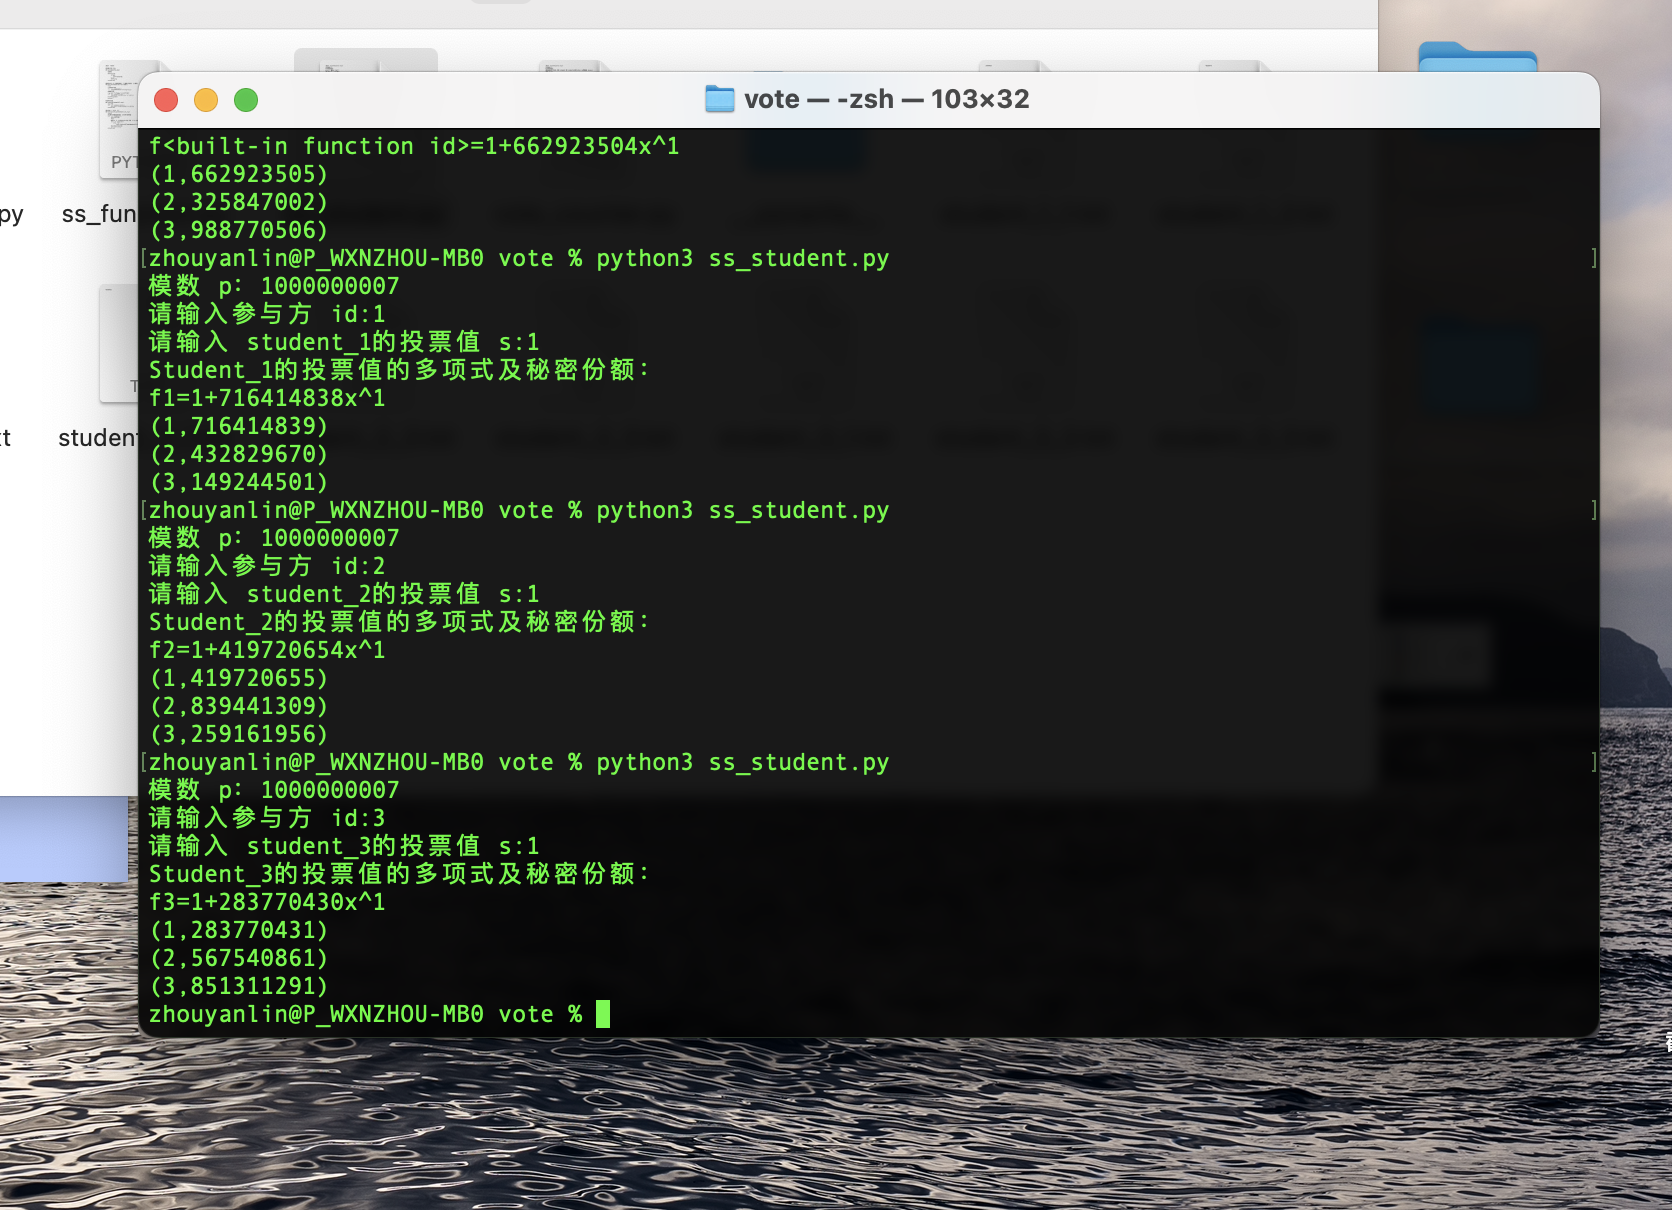 vote — -zsh — 103×32
PYT
py
ss_fun
T
t
student
f<built-in function id>=1+662923504x^1
(1,662923505)
(2,325847002)
(3,988770506)
[zhouyanlin@P_WXNZHOU-MB0 vote % python3 ss_student.py ]
模数 p: 1000000007
请输入参与方 id:1
请输入 student_1的投票值 s:1
Student_1的投票值的多项式及秘密份额:
f1=1+716414838x^1
(1,716414839)
(2,432829670)
(3,149244501)
[zhouyanlin@P_WXNZHOU-MB0 vote % python3 ss_student.py ]
模数 p: 1000000007
请输入参与方 id:2
请输入 student_2的投票值 s:1
Student_2的投票值的多项式及秘密份额:
f2=1+419720654x^1
(1,419720655)
(2,839441309)
(3,259161956)
[zhouyanlin@P_WXNZHOU-MB0 vote % python3 ss_student.py ]
模数 p: 1000000007
请输入参与方 id:3
请输入 student_3的投票值 s:1
Student_3的投票值的多项式及秘密份额:
f3=1+283770430x^1
(1,283770431)
(2,567540861)
(3,851311291)
zhouyanlin@P_WXNZHOU-MB0 vote %